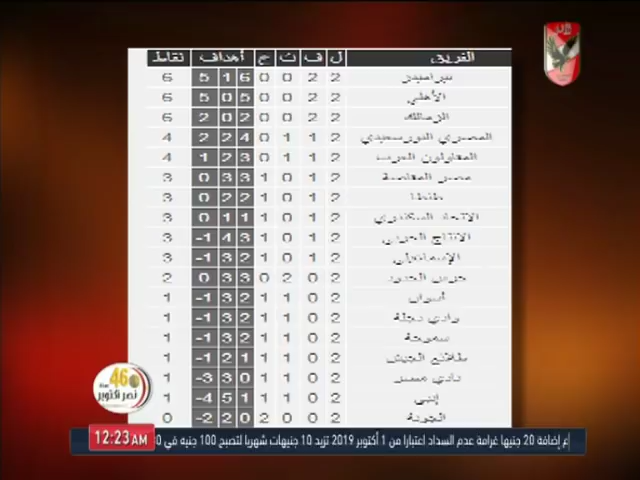 الفريق ل ف ت خ أهداف نقاط
بيراميدز 2 2 0 0 6 1 5 6
الأهلي 2 2 0 0 5 0 5 6
الزمالك 2 2 0 0 2 0 2 6
المصري البورسعيدي 2 1 1 0 4 2 2 4
المقاولون العرب 2 1 1 0 3 2 1 4
مصر المقاصة 2 1 0 1 3 3 0 3
طنطا 2 1 0 1 2 2 0 3
الاتحاد السكندري 2 1 0 1 1 1 0 3
الإنتاج الحربي 2 1 0 1 3 4 -1 3
الإسماعيلي 2 1 0 1 2 3 -1 3
حرس الحدود 2 0 2 0 3 3 0 2
أسوان 2 0 1 1 2 3 -1 1
وادي دجلة 2 0 1 1 2 3 -1 1
سموحة 2 0 1 1 2 3 -1 1
طلائع الجيش 2 0 1 1 1 2 -1 1
نادي مصر 2 0 1 1 0 3 -3 1
إنبي 2 0 1 1 1 5 -4 1
الجونة 2 0 0 2 0 2 -2 0
46 سنة
نصر أكتوبر
إضافة 20 جنيها غرامة عدم السداد اعتبارا من 1 أكتوبر 2019 تزيد 10 جنيهات شهريا لتصبح 100 جنيه في
12:23 AM